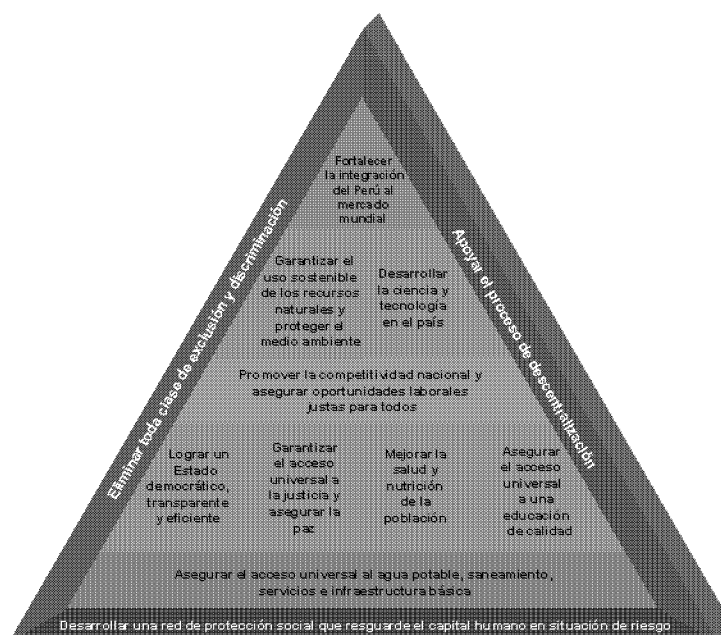 Fortalecer
la integración
del Perú al
mercado
mundial
Garantizar el
uso sostenible
de los recursos
naturales y
proteger el
medio ambiente
Desarrollar
la ciencia y
tecnología
en el país
Promover la competitividad nacional y
asegurar oportunidades laborales
justas para todos
Lograr un
Estado
democrático,
transparente
y eficiente
Garantizar
el acceso
universal a
la justicia y
asegurar la
paz
Mejorar la
salud y
nutrición
de la
población
Asegurar
el acceso
universal
a una
educación
de calidad
Asegurar el acceso universal al agua potable, saneamiento,
servicios e infraestructura básica
Eliminar toda clase de exclusión y discriminación
Apoyar el proceso de descentralización
Desarrollar una red de protección social que resguarde el capital humano en situación de riesgo